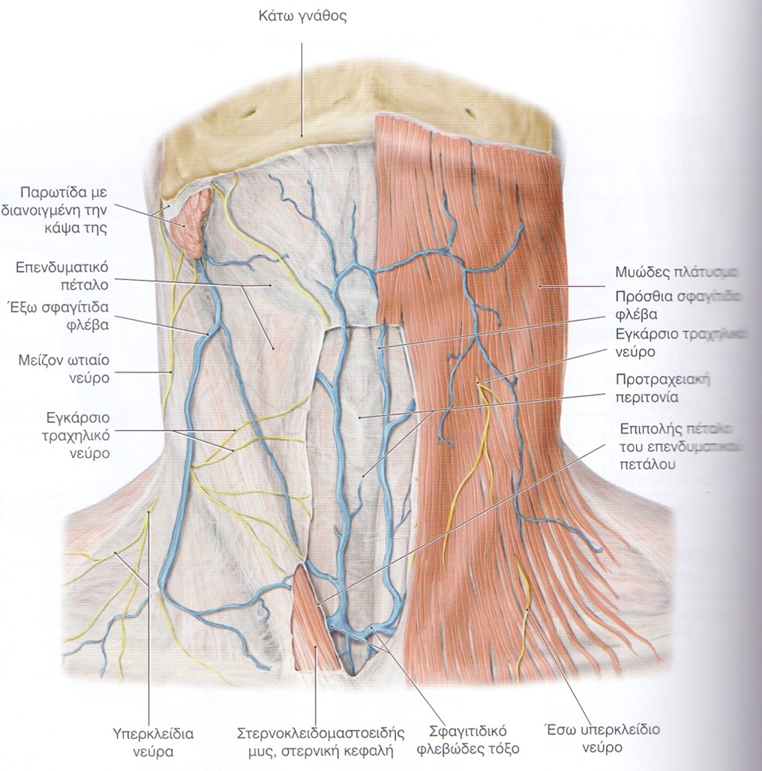 Κάτω γνάθος
Παρωτίδα με
διανοιγμένη την
κάψα της
Επενδυματικό
πέταλο
Έξω σφαγίτιδα
φλέβα
Μείζον ωτιαίο
νεύρο
Εγκάρσιο
τραχηλικό
νεύρο
Μυώδες πλάτυσμα
Πρόσθια σφαγίτιδα
φλέβα
Εγκάρσιο τραχηλικό
νεύρο
Προτραχειακή
περιτονία
Επιπολής πέταλο
του επενδυματικού
πετάλου
Υπερκλείδια
νεύρα
Στερνοκλειδομαστοειδής
μυς, στερνική κεφαλή
Σφαγιτιδικό
φλεβώδες τόξο
Έσω υπερκλείδιο
νεύρο